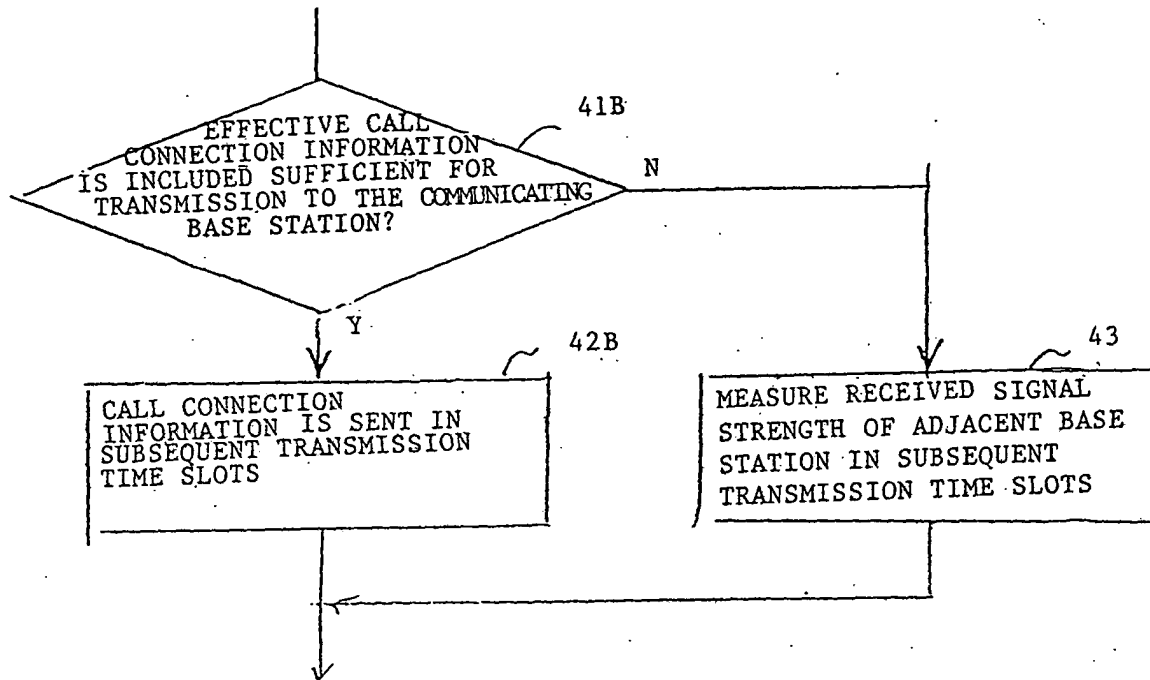 41B
EFFECTIVE CALL
CONNECTION INFORMATION
IS INCLUDED SUFFICIENT FOR
TRANSMISSION TO THE COMMUNICATING
BASE STATION?
N
Y
42B
CALL CONNECTION
INFORMATION IS SENT IN
SUBSEQUENT TRANSMISSION
TIME SLOTS
43
MEASURE RECEIVED SIGNAL
STRENGTH OF ADJACENT BASE
STATION IN SUBSEQUENT
TRANSMISSION TIME SLOTS